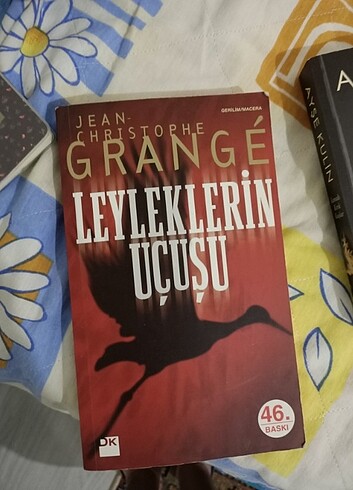 GERİLİM/MACERA
JEAN-
CHRISTOPHE
GRANGÉ
LEYLEKLERİN
UÇUŞU
46.
BASKI
DK
A
AYŞE KULİN